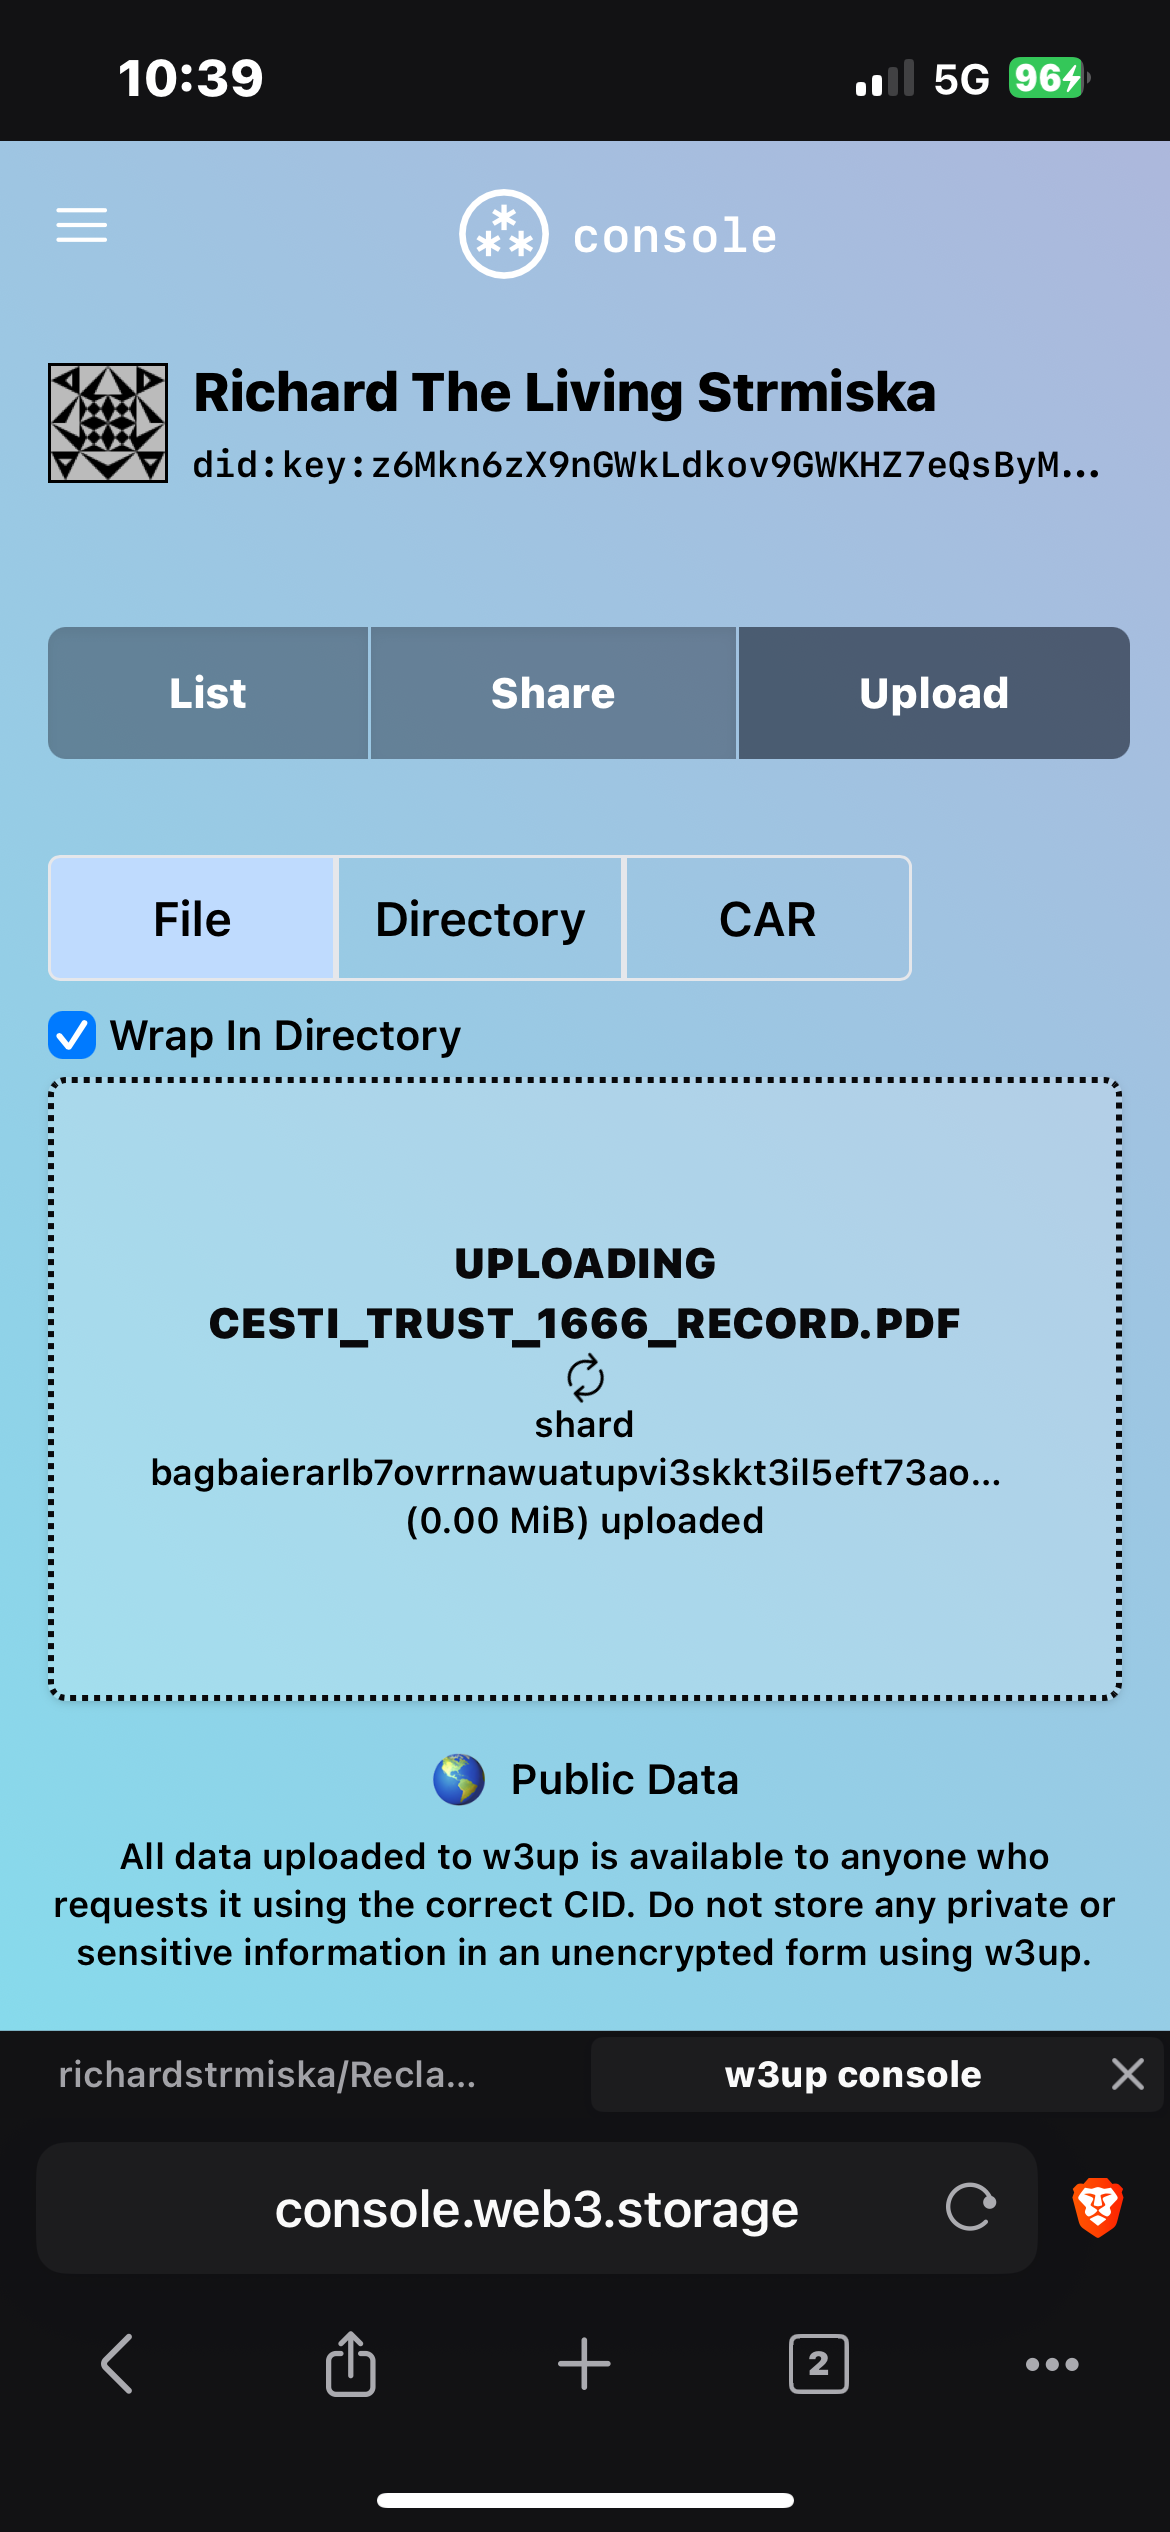 10:39
5G
96
console
Richard The Living Strmiska
did:key:z6Mkn6zX9nGWkLdkov9GWKHZ7eQsByM...
List
Share
Upload
File
Directory
CAR
Wrap In Directory
UPLOADING
CESTI_TRUST_1666_RECORD.PDF
shard
bagbaierarlb7ovrrnawuatupvi3skkt3il5eft73ao...
(0.00 MiB) uploaded
Public Data
All data uploaded to w3up is available to anyone who
requests it using the correct CID. Do not store any private or
sensitive information in an unencrypted form using w3up.
richardstrmiska/Recla...
w3up console
console.web3.storage
2